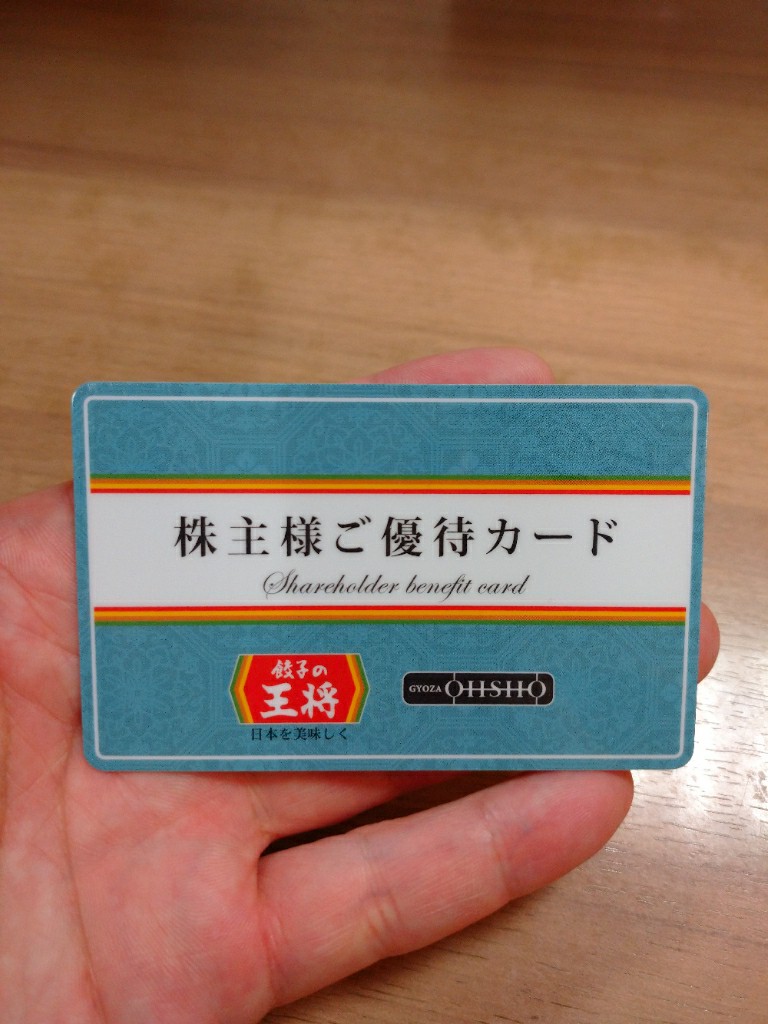 株主様ご優待カード
Shareholder benefit card
餃子の
王将
日本を美味しく
GYOZA OHSHO